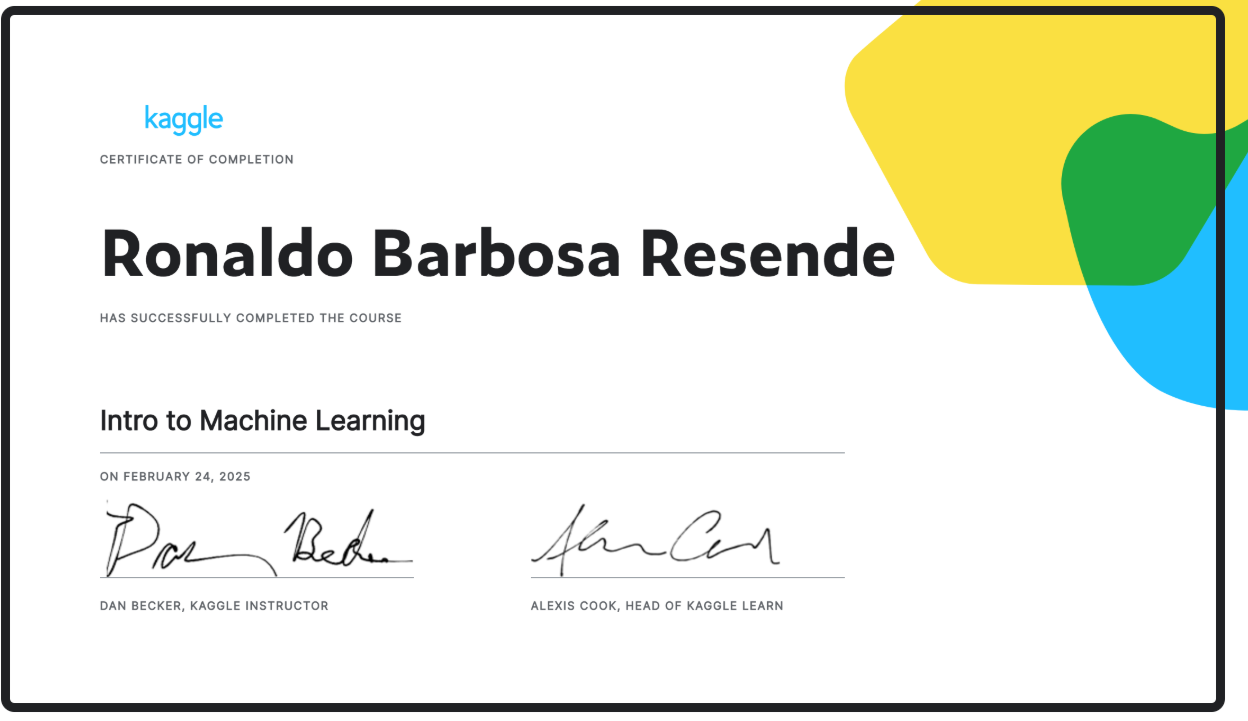 kaggle
CERTIFICATE OF COMPLETION
Ronaldo Barbosa Resende
HAS SUCCESSFULLY COMPLETED THE COURSE
Intro to Machine Learning
ON FEBRUARY 24, 2025
Dan Becker
Alexis Cook
DAN BECKER, KAGGLE INSTRUCTOR
ALEXIS COOK, HEAD OF KAGGLE LEARN